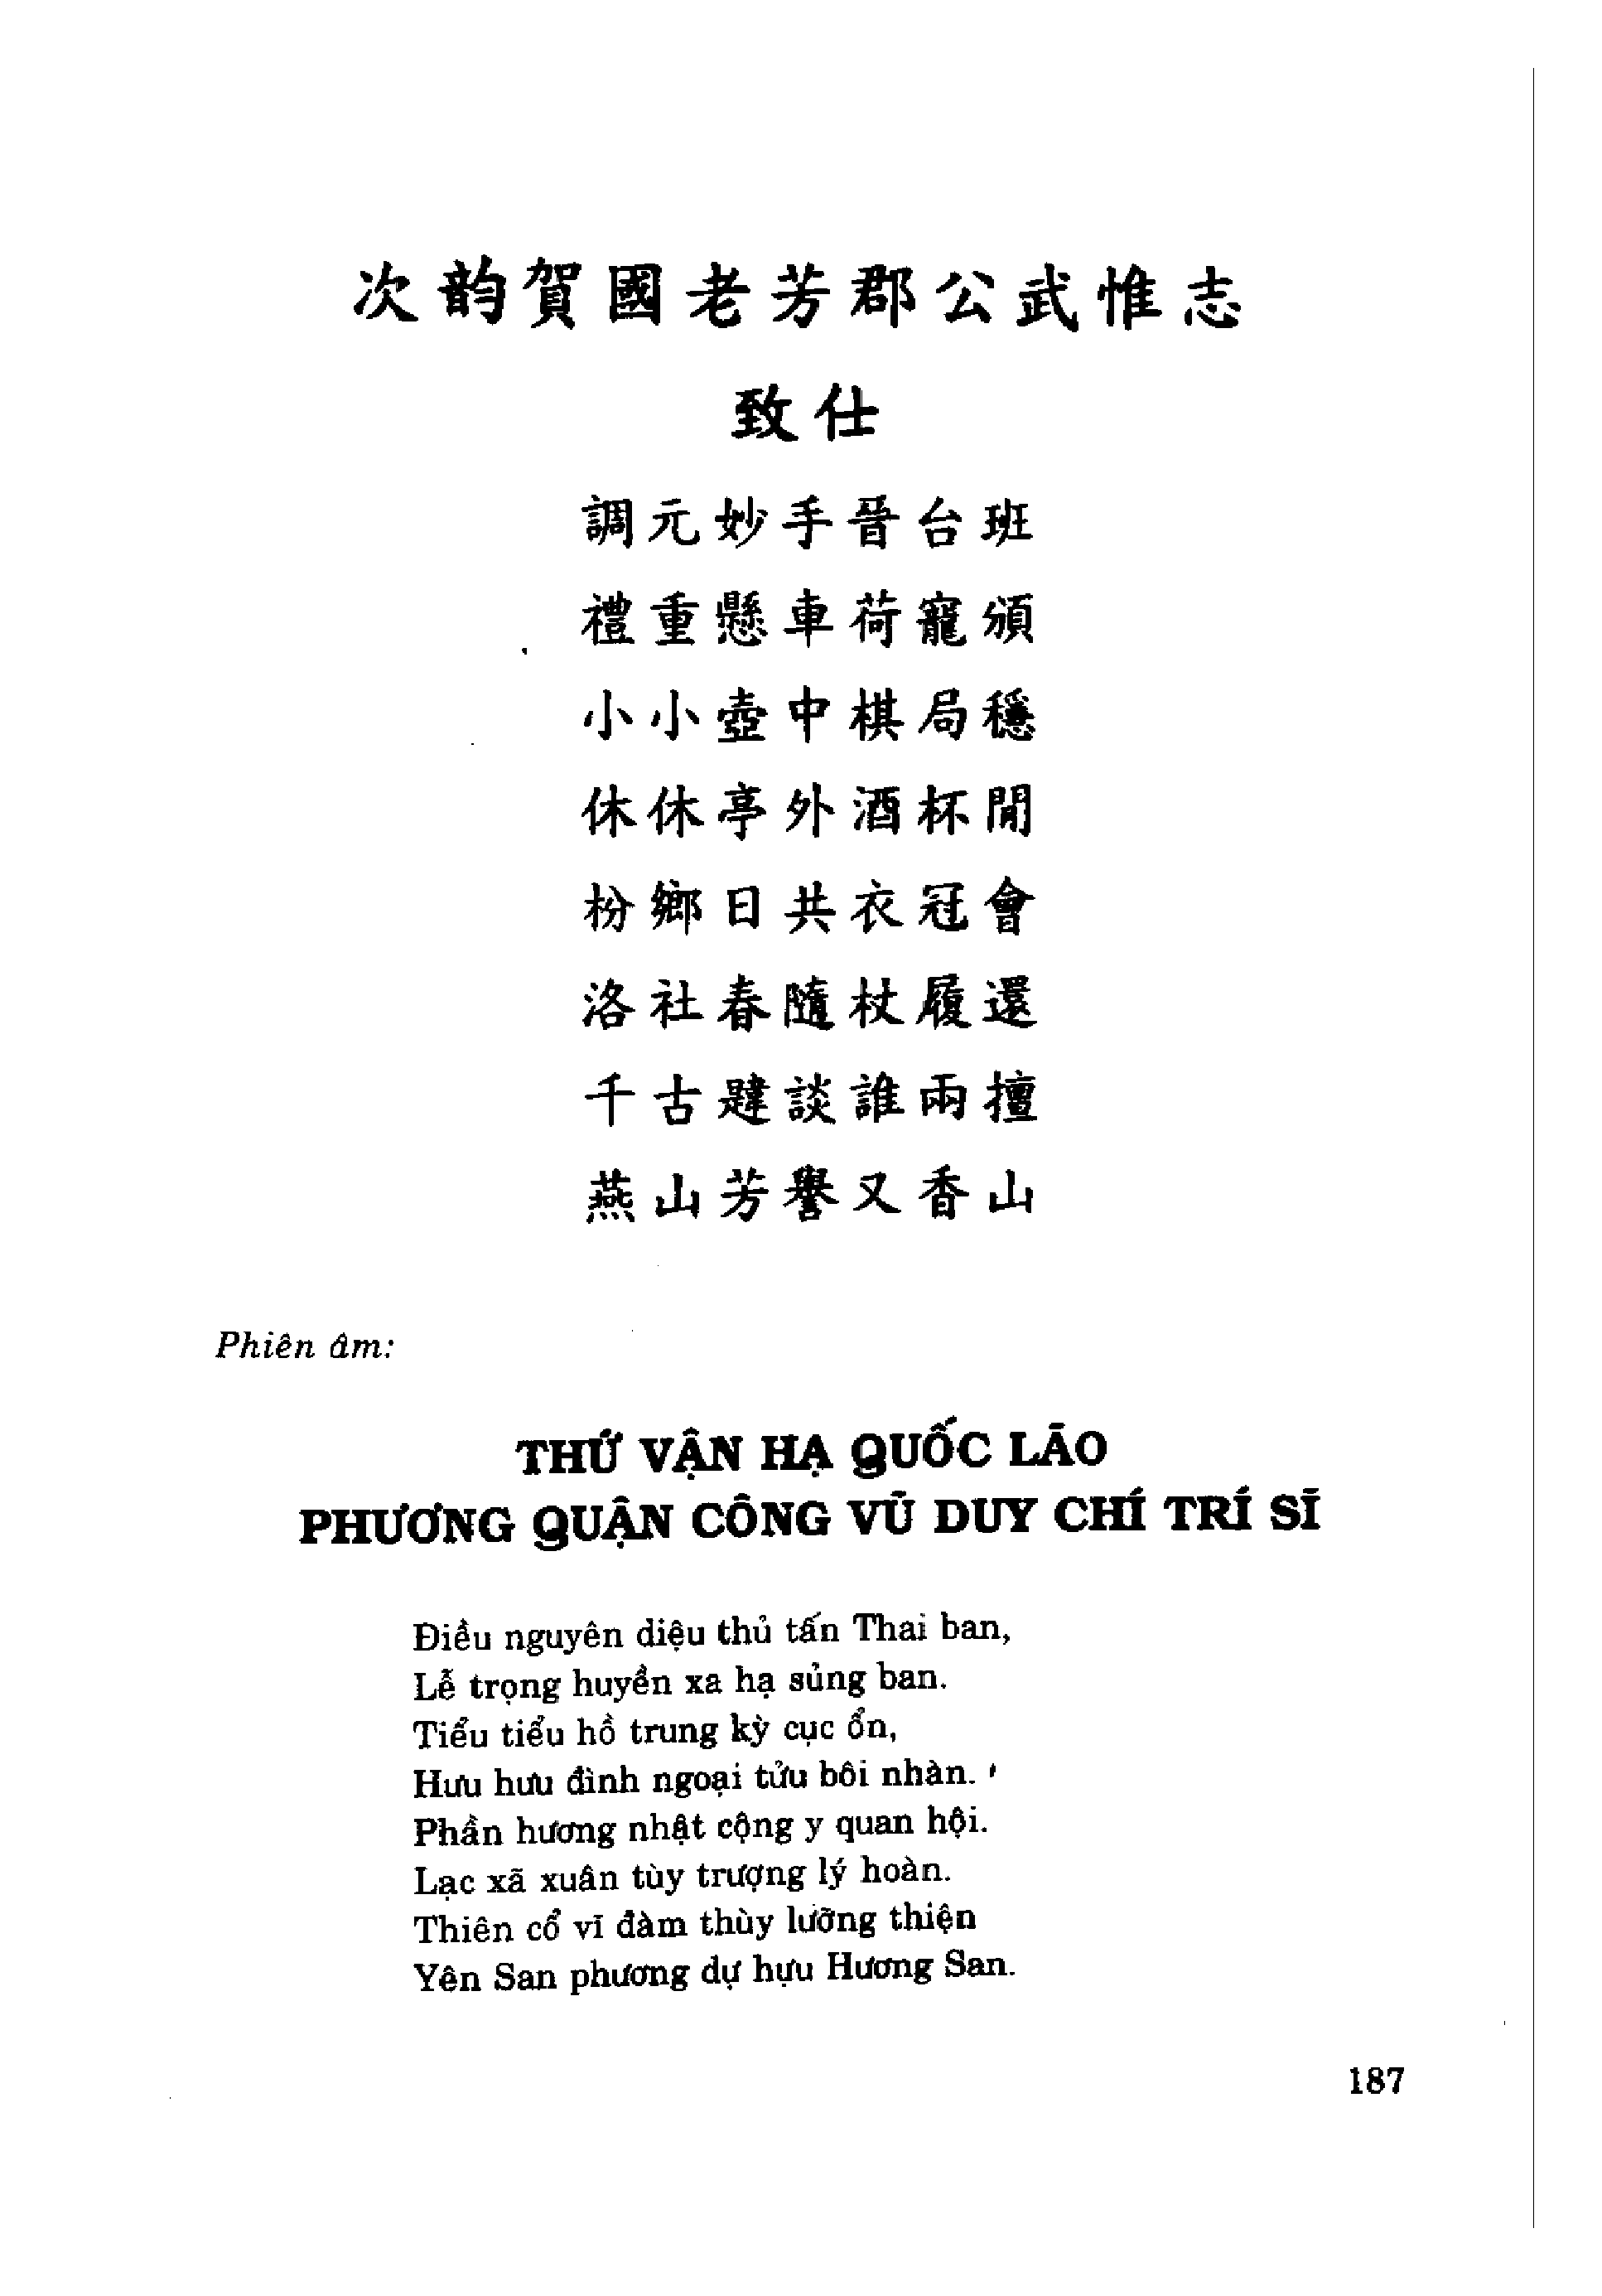 次韵賀國老芳郡公武惟志
致仕
調元妙手晉台班
禮重懸車荷寵頒
小小壺中棋局穩
休休亭外酒杯閒
枌鄉日共衣冠會
洛社春隨杖履還
千古韙談誰兩擅
燕山芳譽又香山
Phiên âm:
THỨ VẬN HẠ QUỐC LÃO
PHƯƠNG QUẬN CÔNG VŨ DUY CHÍ TRÍ SĨ
Điều nguyên diệu thủ tấn Thai ban,
Lễ trọng huyền xa hạ sủng ban.
Tiểu tiểu hồ trung kỳ cục ổn,
Hưu hưu đình ngoại tửu bôi nhàn.
Phần hương nhật cộng y quan hội.
Lạc xã xuân tùy trượng lý hoàn.
Thiên cổ vĩ đàm thùy lưỡng thiện
Yên San phương dự hựu Hương San.
187